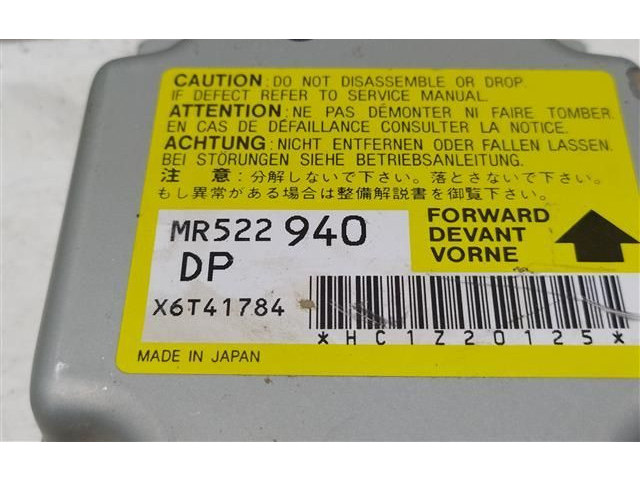 CAUTION:DO NOT DISASSEMBLE OR DROP.
IF DEFECT REFER TO SERVICE MANUAL.
ATTENTION:NE PAS DÉMONTER NI FAIRE TOMBER.
EN CAS DE DÉFAILLANCE CONSULTER LA NOTICE.
ACHTUNG:NICHT ENTFERNEN ODER FALLEN LASSEN.
BEI STÖRUNGEN SIEHE BETRIEBSANLEITUNG.
注 意:分解しないで下さい。落とさないで下さい。
もし異常がある場合は整備解説書を御覧下さい。
MR522 940
DP
X6T41784
FORWARD
DEVANT
VORNE
*HC1Z20125*
MADE IN JAPAN